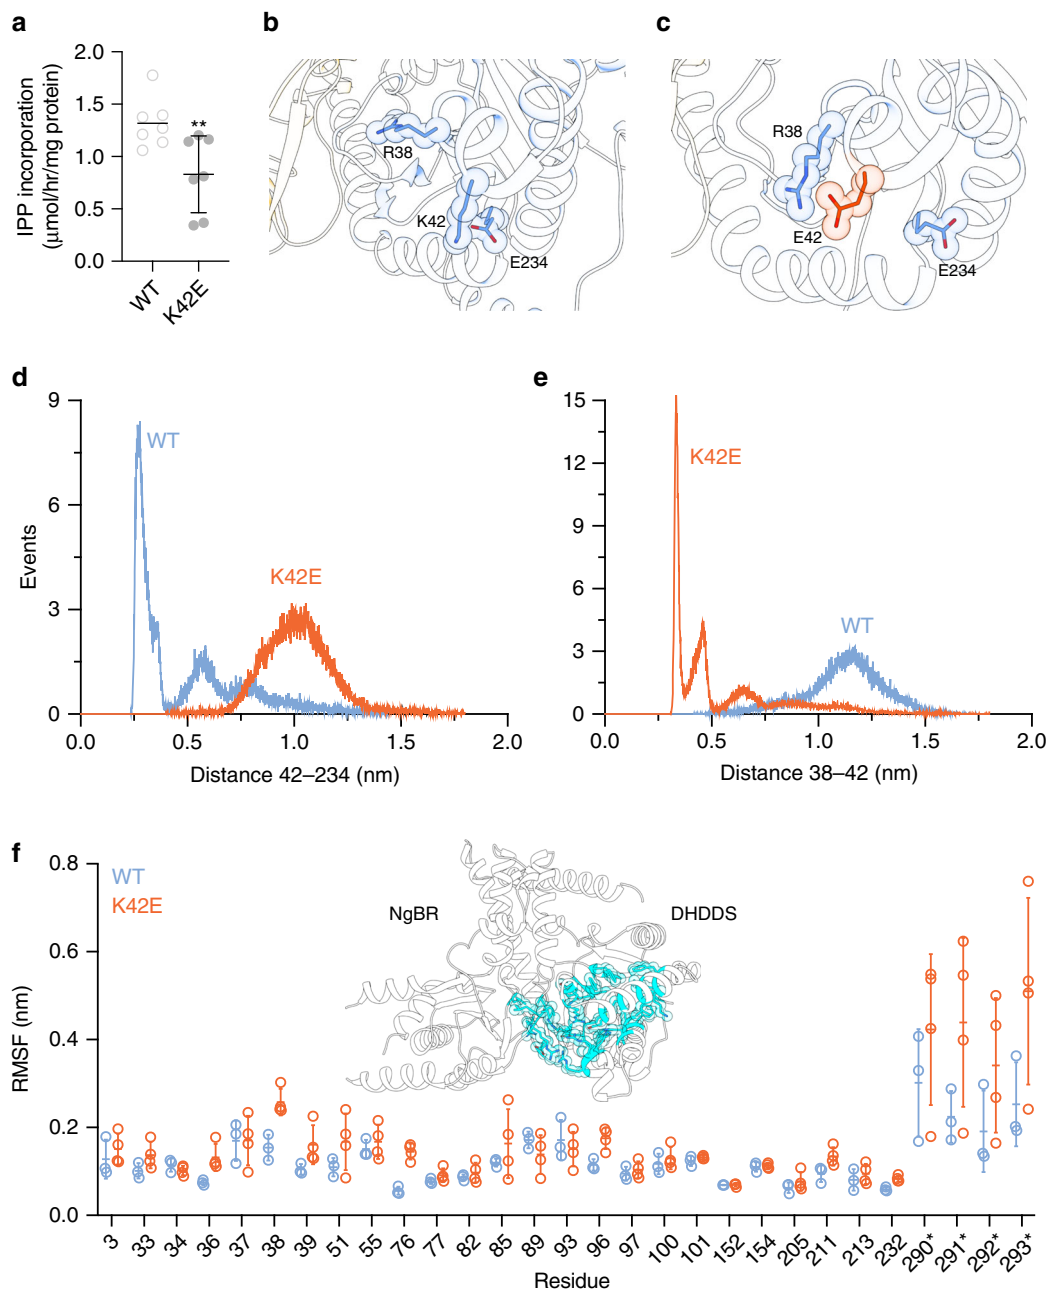 a
IPP incorporation
(μmol/hr/mg protein)
2.0
1.5
1.0
0.5
0.0
**
WT
K42E
b
R38
K42
E234
c
R38
E42
E234
d
Events
9
6
3
0
WT
K42E
0.0 0.5 1.0 1.5 2.0
Distance 42–234 (nm)
e
15
12
9
6
3
0
K42E
WT
0.0 0.5 1.0 1.5 2.0
Distance 38–42 (nm)
f
WT
K42E
NgBR
DHDDS
RMSF (nm)
0.8
0.6
0.4
0.2
0.0
3 33 34 36 37 38 39 51 55 76 77 82 85 89 93 96 97 100 101 152 154 205 211 213 232 290* 291* 292* 293*
Residue